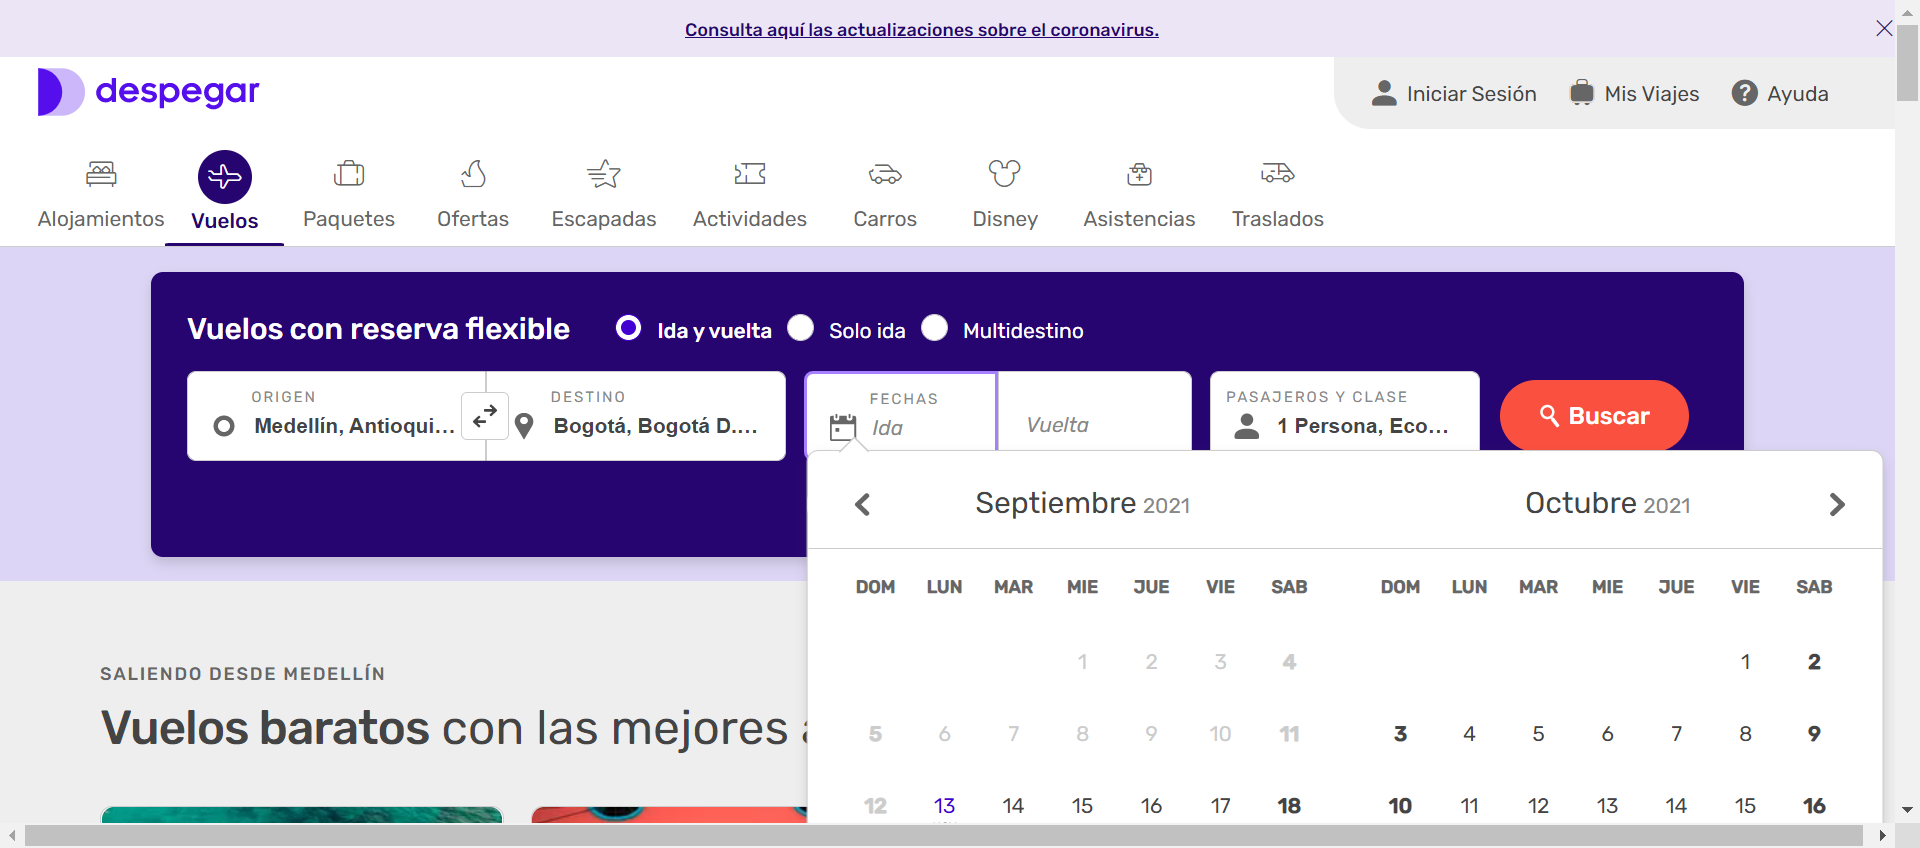 Consulta aquí las actualizaciones sobre el coronavirus.
despegar
Iniciar Sesión
Mis Viajes
Ayuda
Alojamientos
Vuelos
Paquetes
Ofertas
Escapadas
Actividades
Carros
Disney
Asistencias
Traslados
Vuelos con reserva flexible
Ida y vuelta
Solo ida
Multidestino
ORIGEN
Medellín, Antioqui...
DESTINO
Bogotá, Bogotá D....
FECHAS
Ida
Vuelta
PASAJEROS Y CLASE
1 Persona, Eco...
Buscar
Septiembre 2021
DOM LUN MAR MIE JUE VIE SAB
1 2 3 4
5 6 7 8 9 10 11
12 13 14 15 16 17 18
Octubre 2021
DOM LUN MAR MIE JUE VIE SAB
1 2
3 4 5 6 7 8 9
10 11 12 13 14 15 16
SALIENDO DESDE MEDELLÍN
Vuelos baratos con las mejores